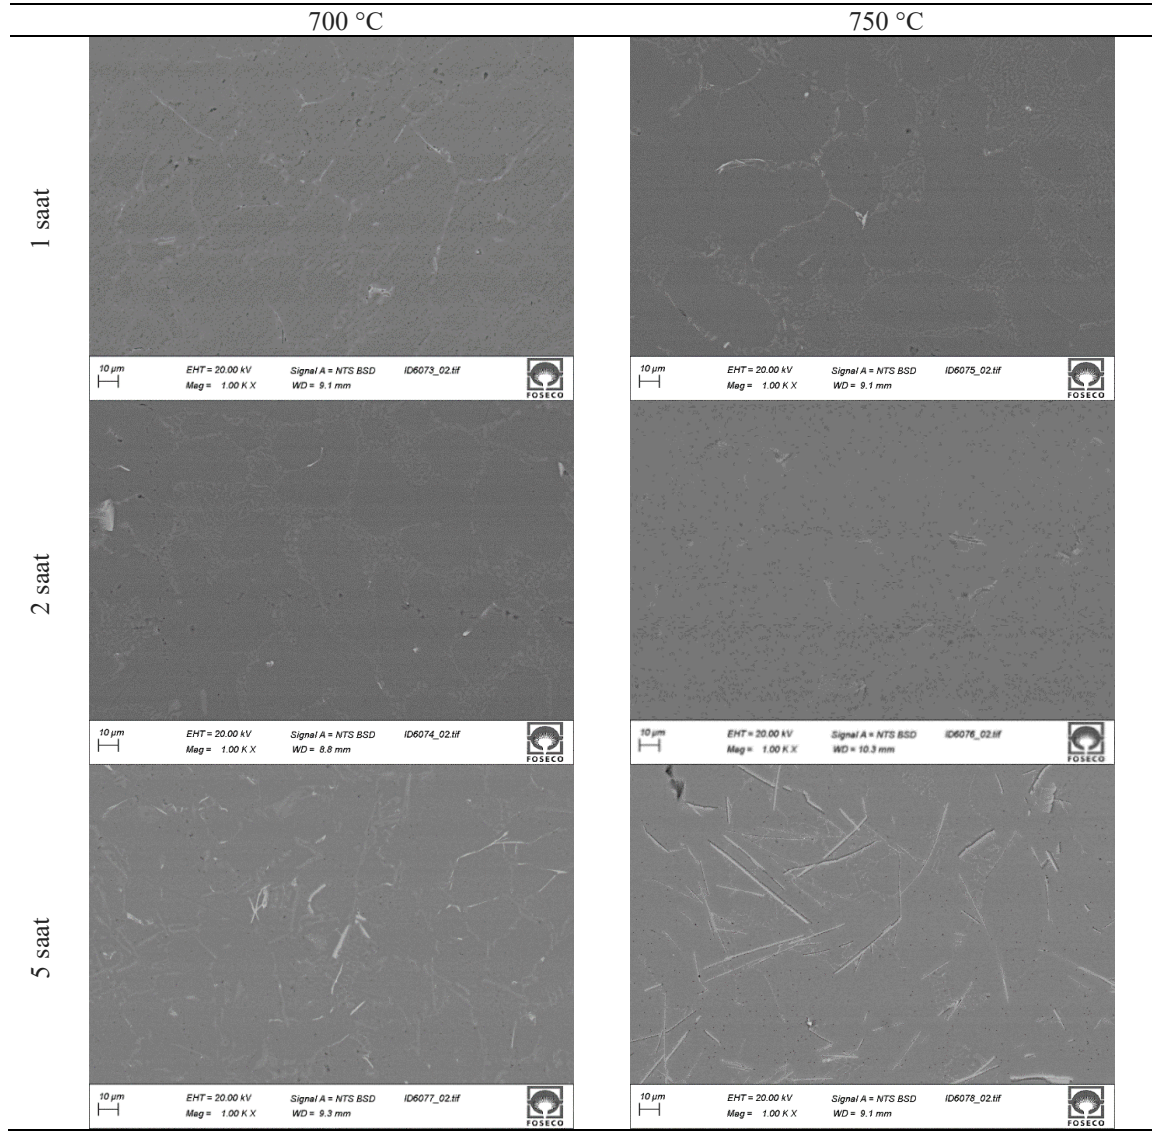 700 °C 750 °C
1 saat
10 µm EHT = 20.00 kV Signal A = NTS BSD ID6073_02.tif
Mag = 1.00 K X WD = 9.1 mm
FOSECO
10 µm EHT = 20.00 kV Signal A = NTS BSD ID6075_02.tif
Mag = 1.00 K X WD = 9.1 mm
FOSECO
2 saat
10 µm EHT = 20.00 kV Signal A = NTS BSD ID6074_02.tif
Mag = 1.00 K X WD = 8.8 mm
FOSECO
10 µm EHT = 20.00 kV Signal A = NTS BSD ID6076_02.tif
Mag = 1.00 K X WD = 10.3 mm
FOSECO
5 saat
10 µm EHT = 20.00 kV Signal A = NTS BSD ID6077_02.tif
Mag = 1.00 K X WD = 9.3 mm
FOSECO
10 µm EHT = 20.00 kV Signal A = NTS BSD ID6078_02.tif
Mag = 1.00 K X WD = 9.1 mm
FOSECO